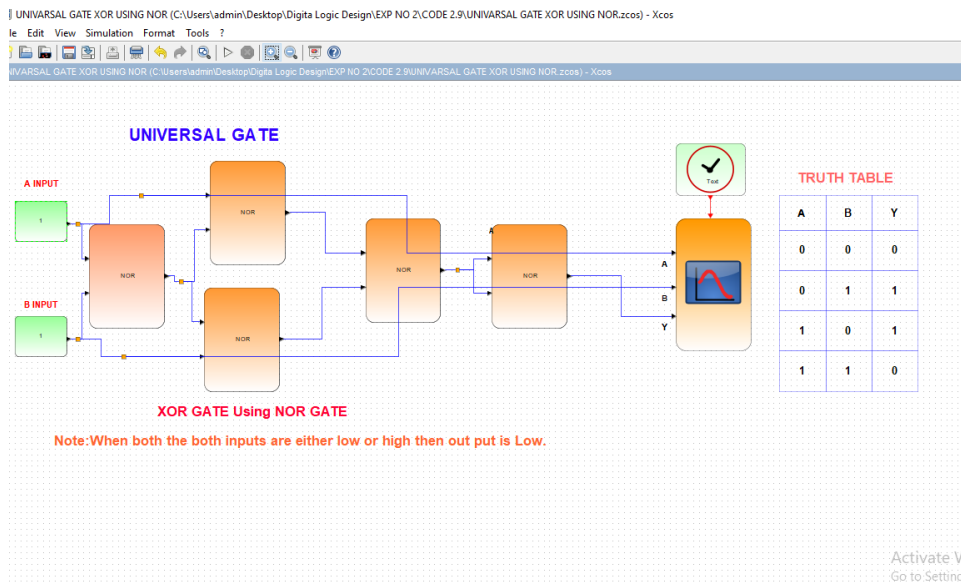 UNIVARSAL GATE XOR USING NOR (C:\Users\admin\Desktop\Digita Logic Design\EXP NO 2\CODE 2.9\UNIVARSAL GATE XOR USING NOR.zcos) - Xcos
le Edit View Simulation Format Tools ?
NIVARSAL GATE XOR USING NOR (C:\Users\admin\Desktop\Digita Logic Design\EXP NO 2\CODE 2.9\UNIVARSAL GATE XOR USING NOR.zcos) - Xcos
UNIVERSAL GATE
A INPUT
1
B INPUT
1
NOR
NOR
NOR
NOR
A
NOR
Text
A
B
Y
TRUTH TABLE
A B Y
0 0 0
0 1 1
1 0 1
1 1 0
XOR GATE Using NOR GATE
Note:When both the both inputs are either low or high then out put is Low.
Activate W
Go to Setting